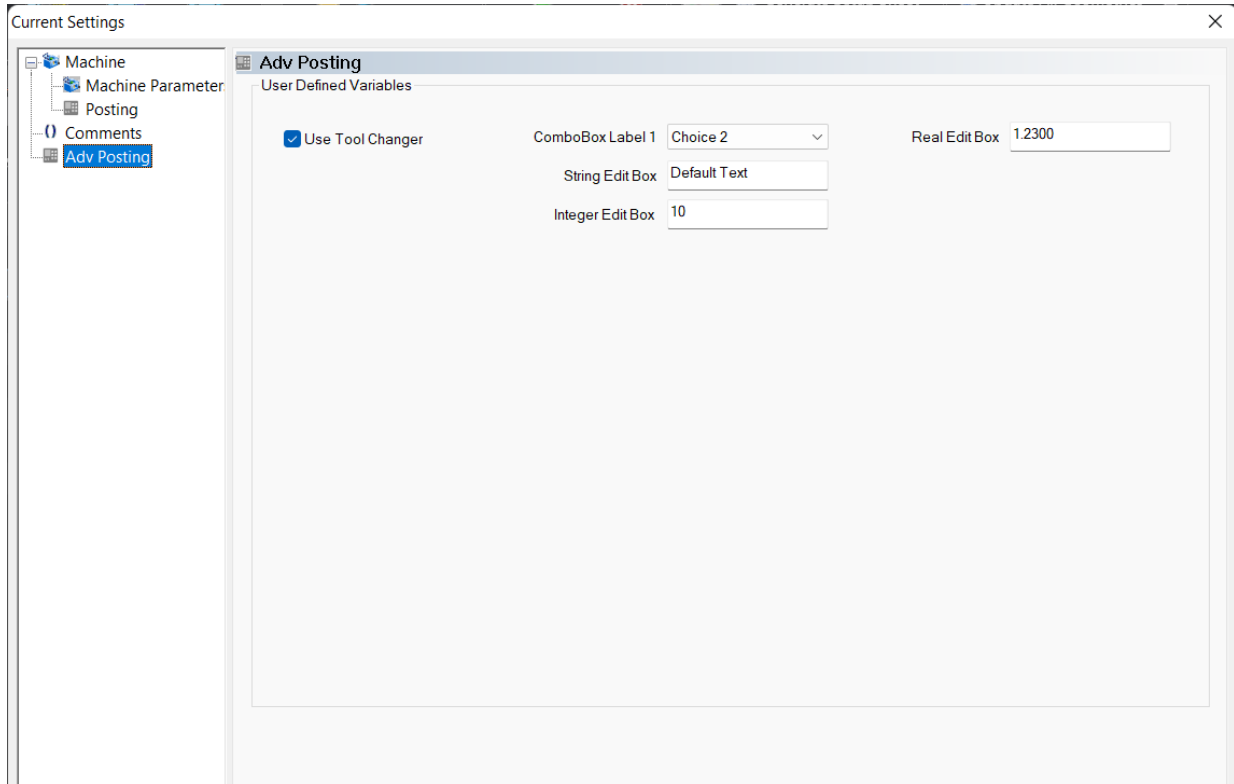 Current Settings
Machine
Machine Parameter
Posting
Comments
Adv Posting
Adv Posting
User Defined Variables
Use Tool Changer
ComboBox Label 1 Choice 2
Real Edit Box 1.2300
String Edit Box Default Text
Integer Edit Box 10